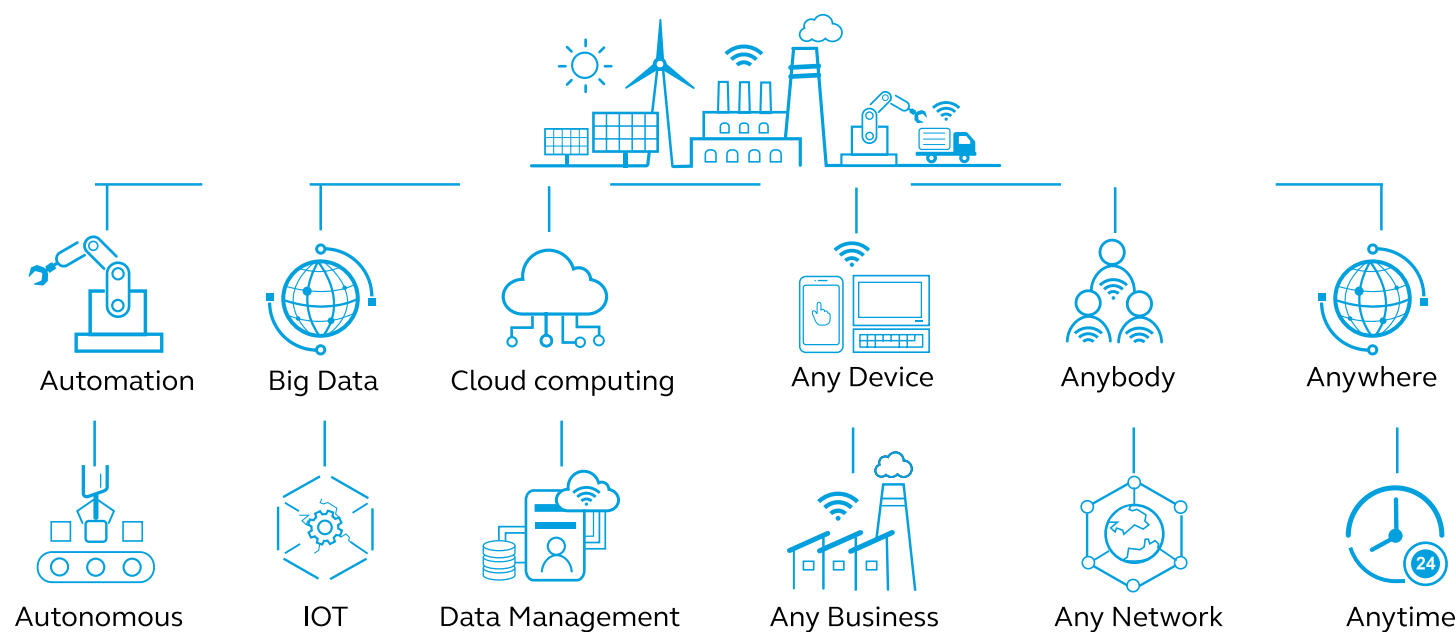 Automation
Big Data
Cloud computing
Any Device
Anybody
Anywhere
24
Autonomous
IOT
Data Management
Any Business
Any Network
Anytime